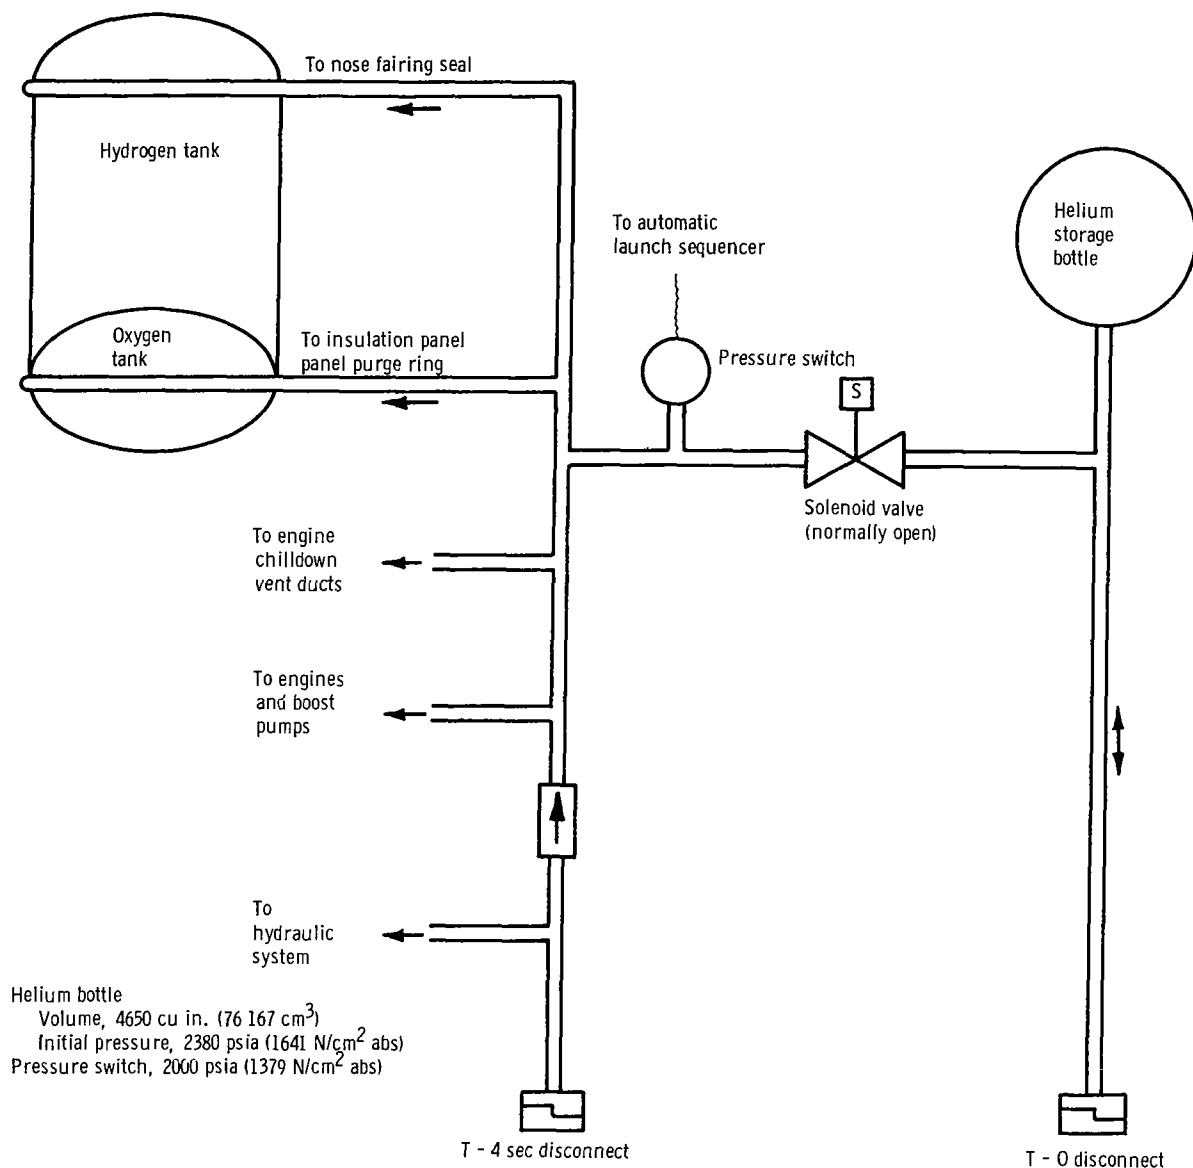 To nose fairing seal
Hydrogen tank
Helium
storage
bottle
To automatic
launch sequencer
Oxygen
tank
To insulation panel
panel purge ring
Pressure switch
S
Solenoid valve
(normally open)
To engine
chilldown
vent ducts
To engines
and boost
pumps
To
hydraulic
system
Helium bottle
Volume, 4650 cu in. (76 167 cm³)
Initial pressure, 2380 psia (1641 N/cm² abs)
Pressure switch, 2000 psia (1379 N/cm² abs)
T - 4 sec disconnect
T - 0 disconnect